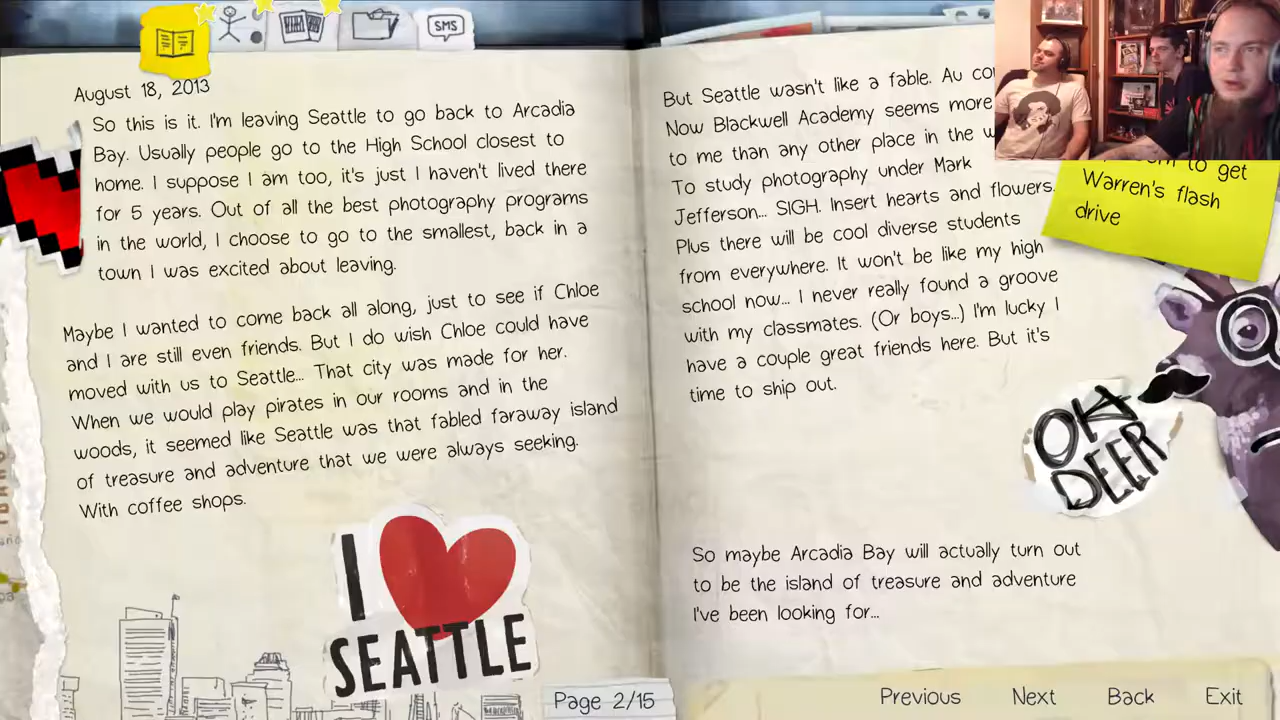 SMS
August 18, 2013
So this is it. I'm leaving Seattle to go back to Arcadia
Bay. Usually people go to the High School closest to
home. I suppose I am too, it's just I haven't lived there
for 5 years. Out of all the best photography programs
in the world, I choose to go to the smallest, back in a
town I was excited about leaving.
Maybe I wanted to come back all along, just to see if Chloe
and I are still even friends. But I do wish Chloe could have
moved with us to Seattle... That city was made for her.
When we would play pirates in our rooms and in the
woods, it seemed like Seattle was that fabled faraway island
of treasure and adventure that we were always seeking.
With coffee shops.
I
SEATTLE
Page 2/15
But Seattle wasn't like a fable. Au
Now Blackwell Academy seems more
to me than any other place in the
To study photography under Mark
Jefferson... SIGH. Insert hearts and flowers.
Plus there will be cool diverse students
from everywhere. It won't be like my high
school now... I never really found a groove
with my classmates. (Or boys...) I'm lucky I
have a couple great friends here. But it's
time to ship out.
So maybe Arcadia Bay will actually turn out
to be the island of treasure and adventure
I've been looking for...
to get
Warren's flash
drive
OH
DEER
Previous Next Back Exit